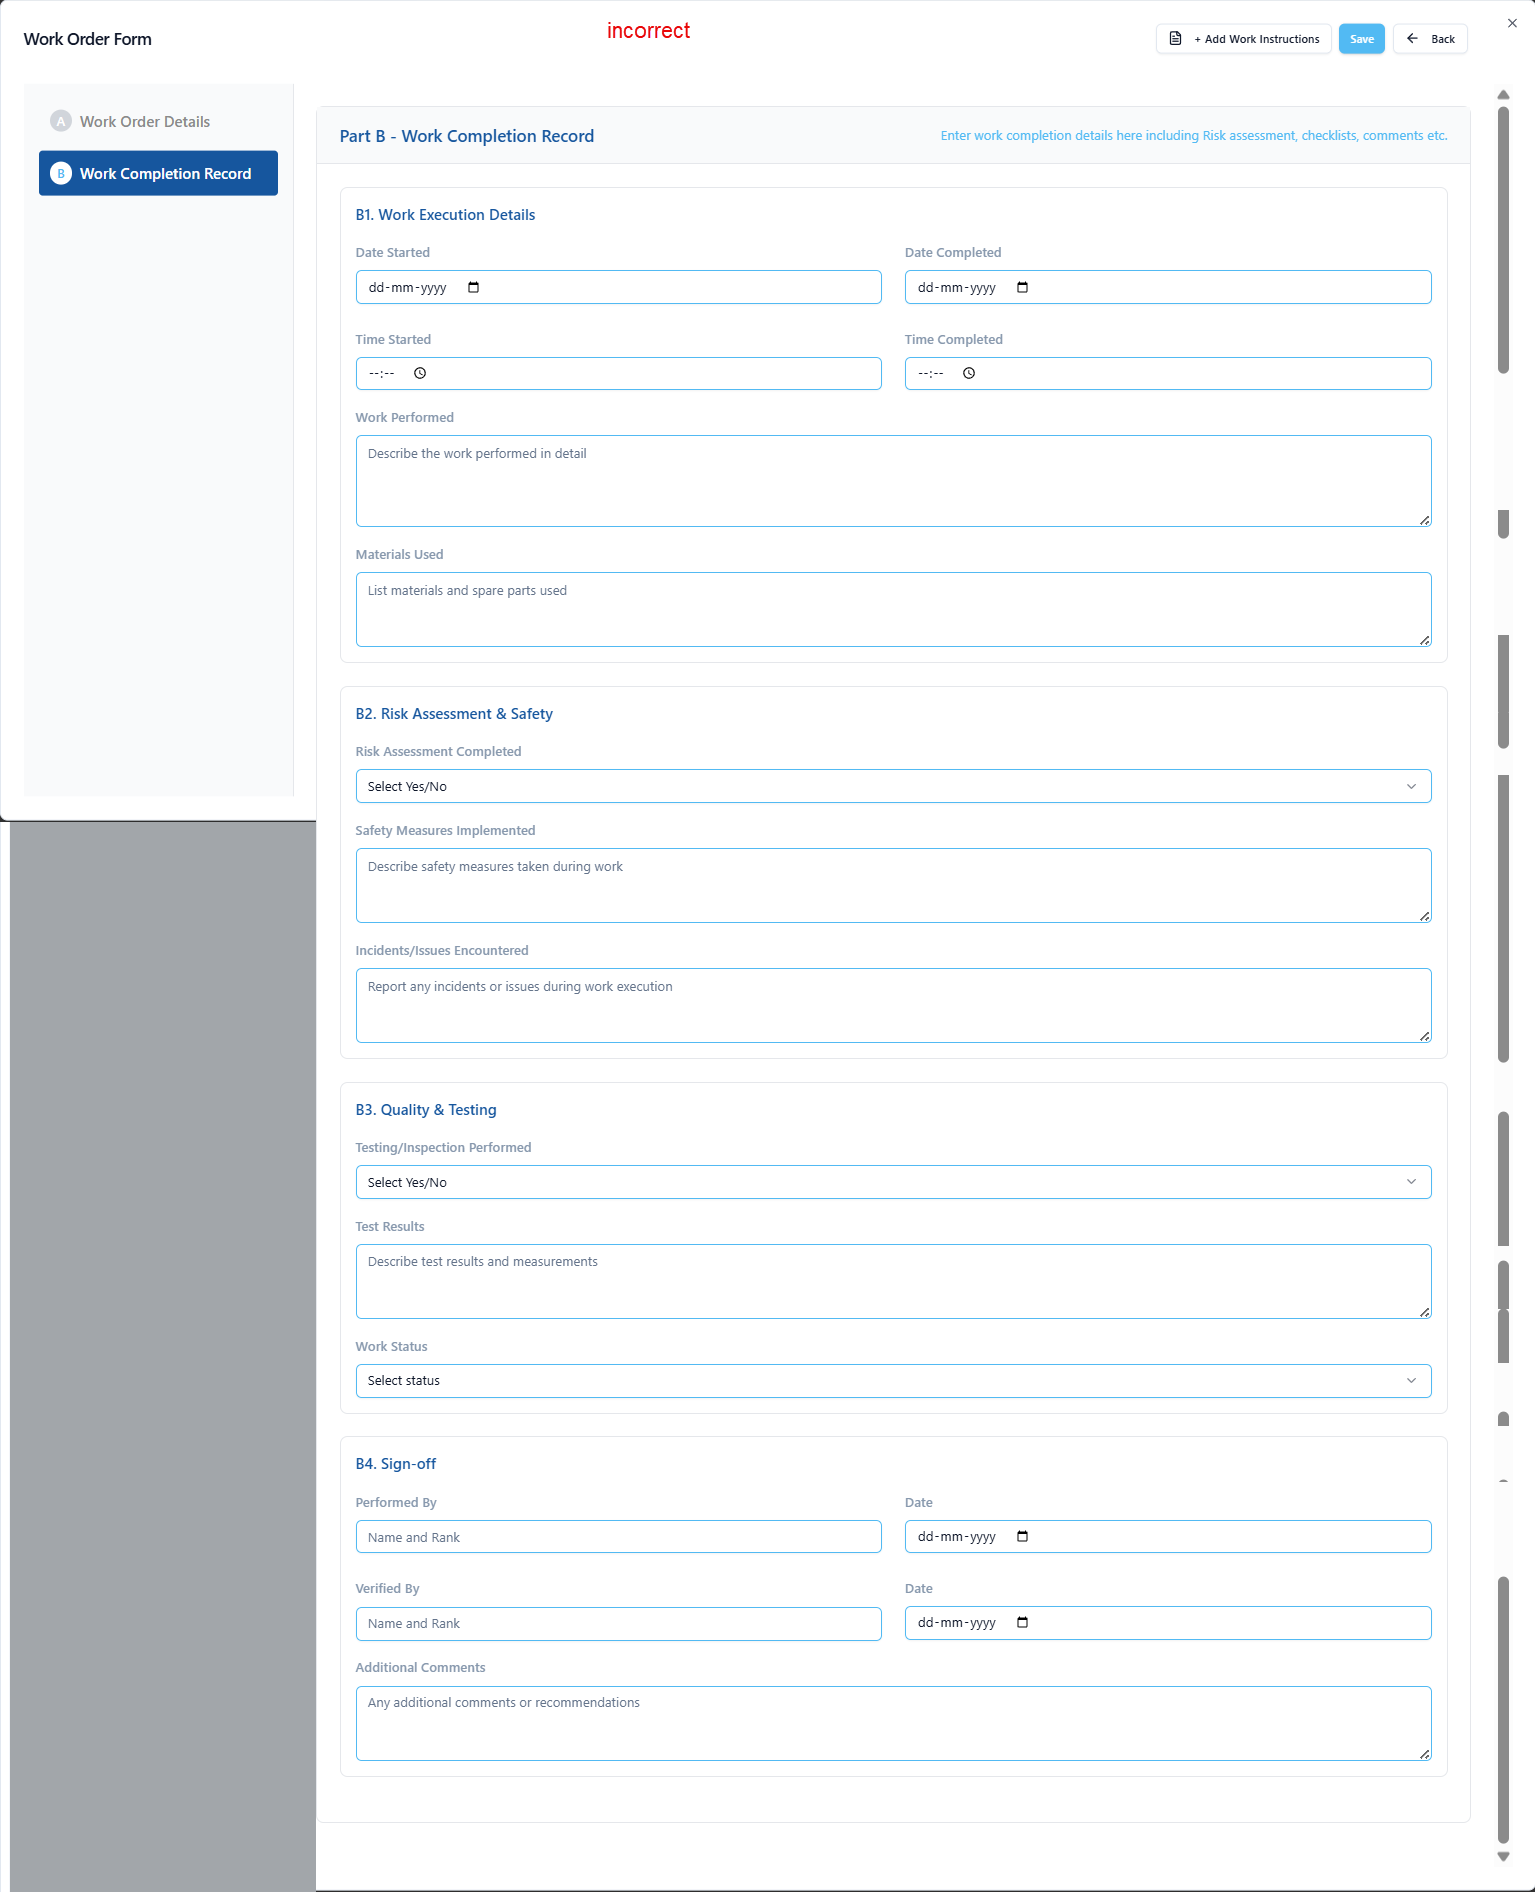 incorrect
Work Order Form
+ Add Work Instructions
Save
Back
A Work Order Details
B Work Completion Record
Part B - Work Completion Record
Enter work completion details here including Risk assessment, checklists, comments etc.
B1. Work Execution Details
Date Started
Date Completed
dd-mm-yyyy
dd-mm-yyyy
Time Started
Time Completed
--:--
--:--
Work Performed
Describe the work performed in detail
Materials Used
List materials and spare parts used
B2. Risk Assessment & Safety
Risk Assessment Completed
Select Yes/No
Safety Measures Implemented
Describe safety measures taken during work
Incidents/Issues Encountered
Report any incidents or issues during work execution
B3. Quality & Testing
Testing/Inspection Performed
Select Yes/No
Test Results
Describe test results and measurements
Work Status
Select status
B4. Sign-off
Performed By
Date
Name and Rank
dd-mm-yyyy
Verified By
Date
Name and Rank
dd-mm-yyyy
Additional Comments
Any additional comments or recommendations